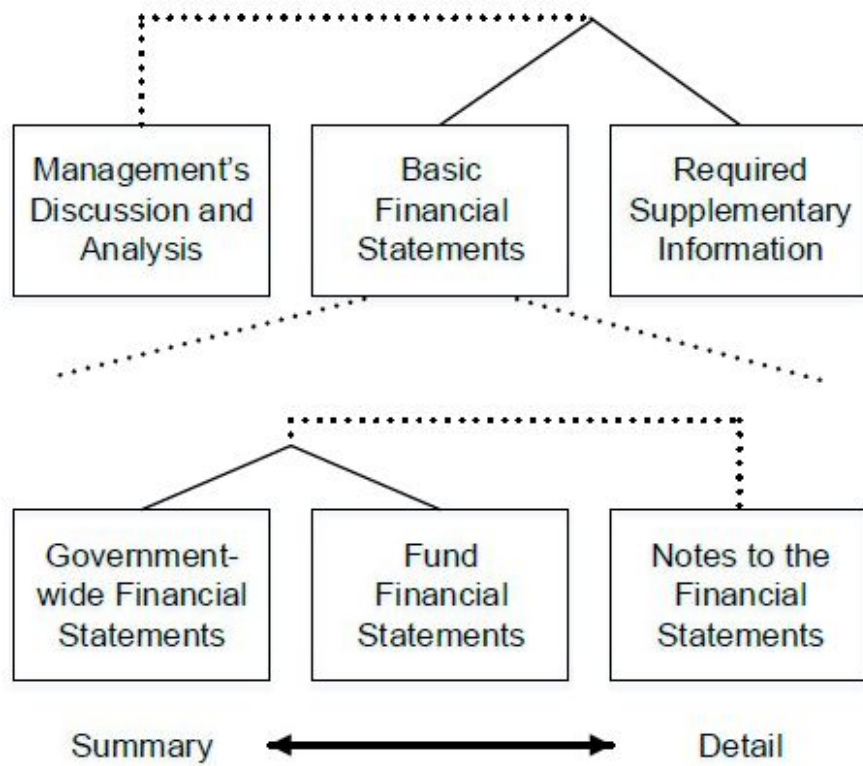 Management's
Discussion and
Analysis
Basic
Financial
Statements
Required
Supplementary
Information
Government-
wide Financial
Statements
Fund
Financial
Statements
Notes to the
Financial
Statements
Summary
Detail